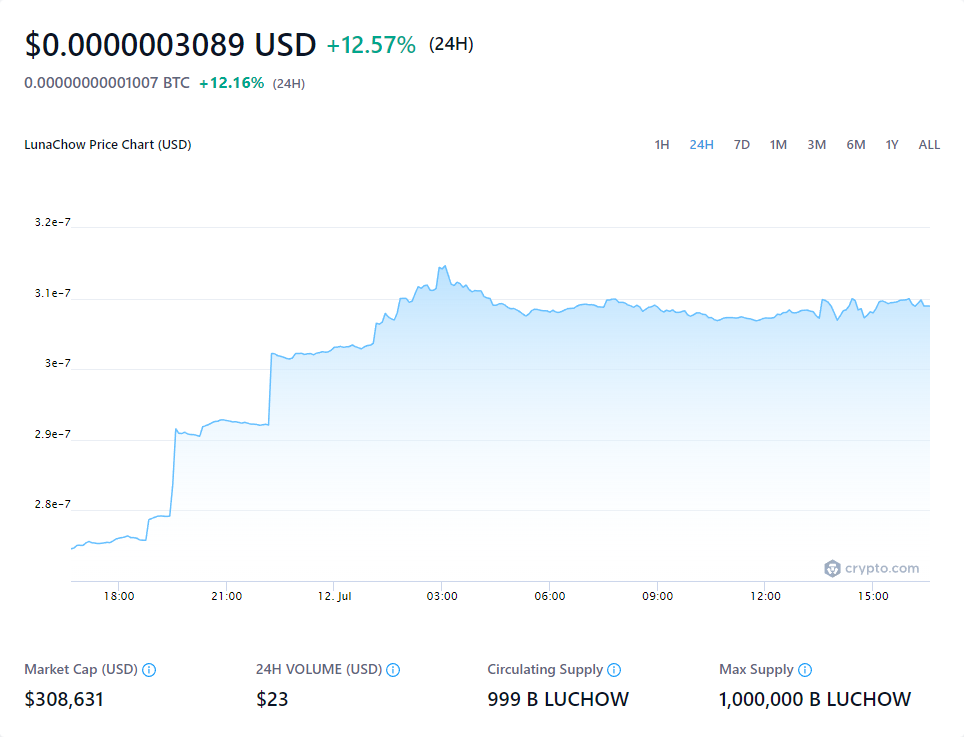 $0.0000003089 USD +12.57% (24H)
0.00000000001007 BTC +12.16% (24H)
LunaChow Price Chart (USD) 1H 24H 7D 1M 3M 6M 1Y ALL
3.2e-7
3.1e-7
3e-7
2.9e-7
2.8e-7
crypto.com
18:00 21:00 12. Jul 03:00 06:00 09:00 12:00 15:00
Market Cap (USD) 24H VOLUME (USD) Circulating Supply Max Supply
$308,631 $23 999 B LUCHOW 1,000,000 B LUCHOW